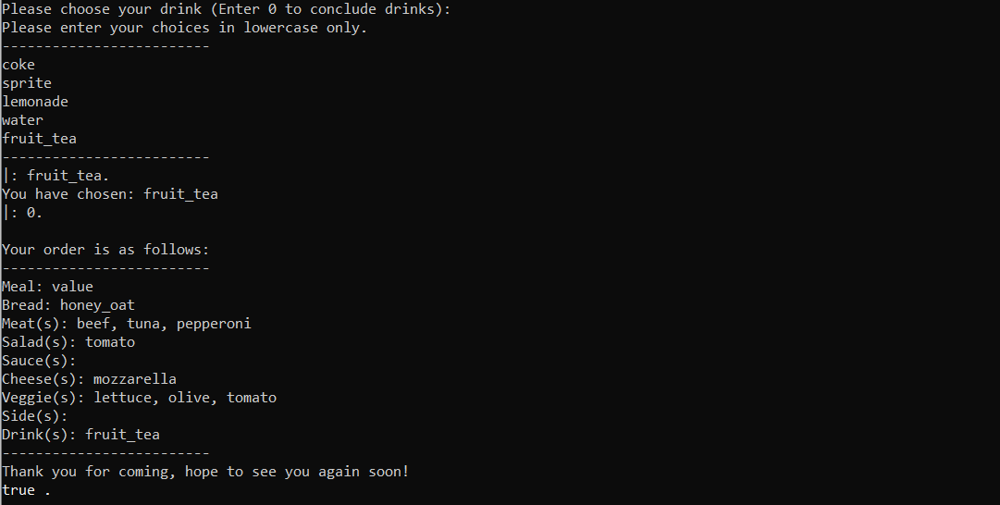 Please choose your drink (Enter 0 to conclude drinks):
Please enter your choices in lowercase only.
-------------------------
coke
sprite
lemonade
water
fruit_tea
-------------------------
|: fruit_tea.
You have chosen: fruit_tea
|: 0.

Your order is as follows:
-------------------------
Meal: value
Bread: honey_oat
Meat(s): beef, tuna, pepperoni
Salad(s): tomato
Sauce(s):
Cheese(s): mozzarella
Veggie(s): lettuce, olive, tomato
Side(s):
Drink(s): fruit_tea
-------------------------
Thank you for coming, hope to see you again soon!
true .